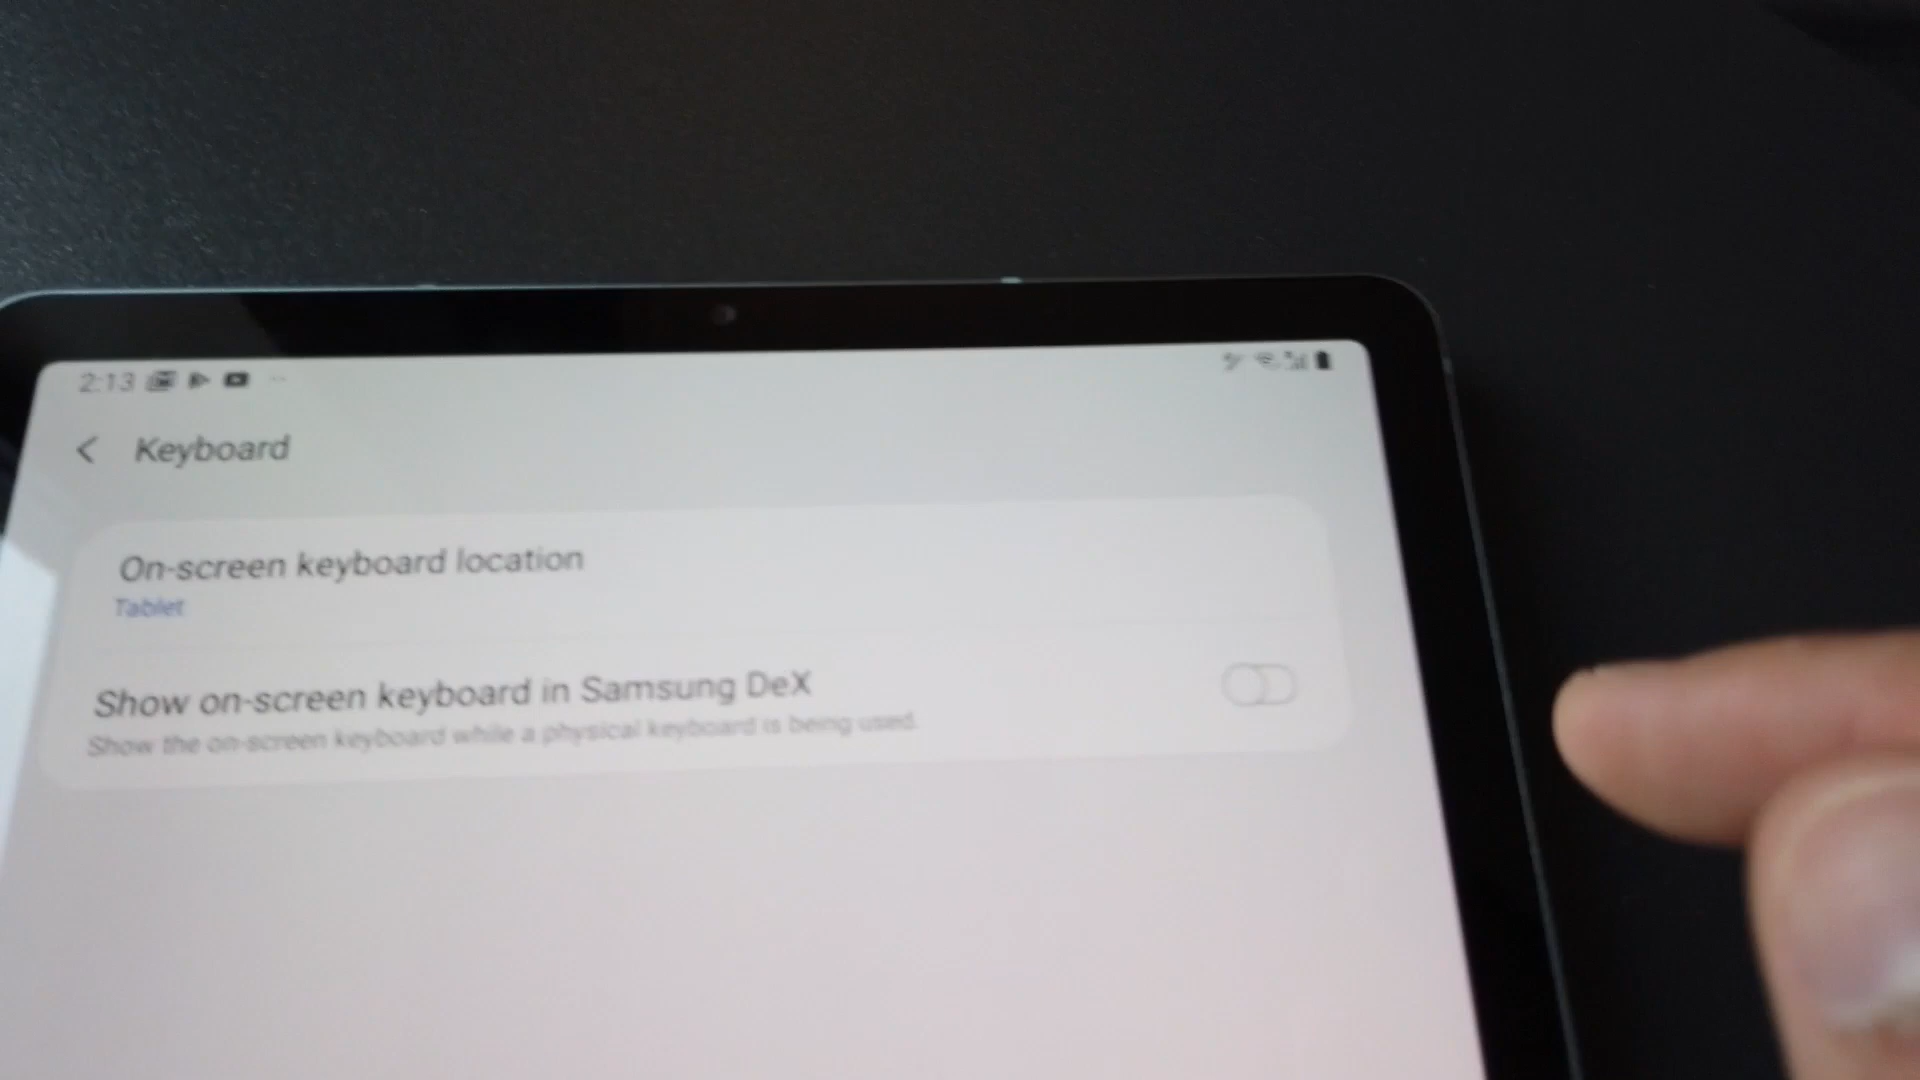 2:13
Keyboard
On-screen keyboard location
Tablet
Show on-screen keyboard in Samsung DeX
Show the on-screen keyboard while a physical keyboard is being used.